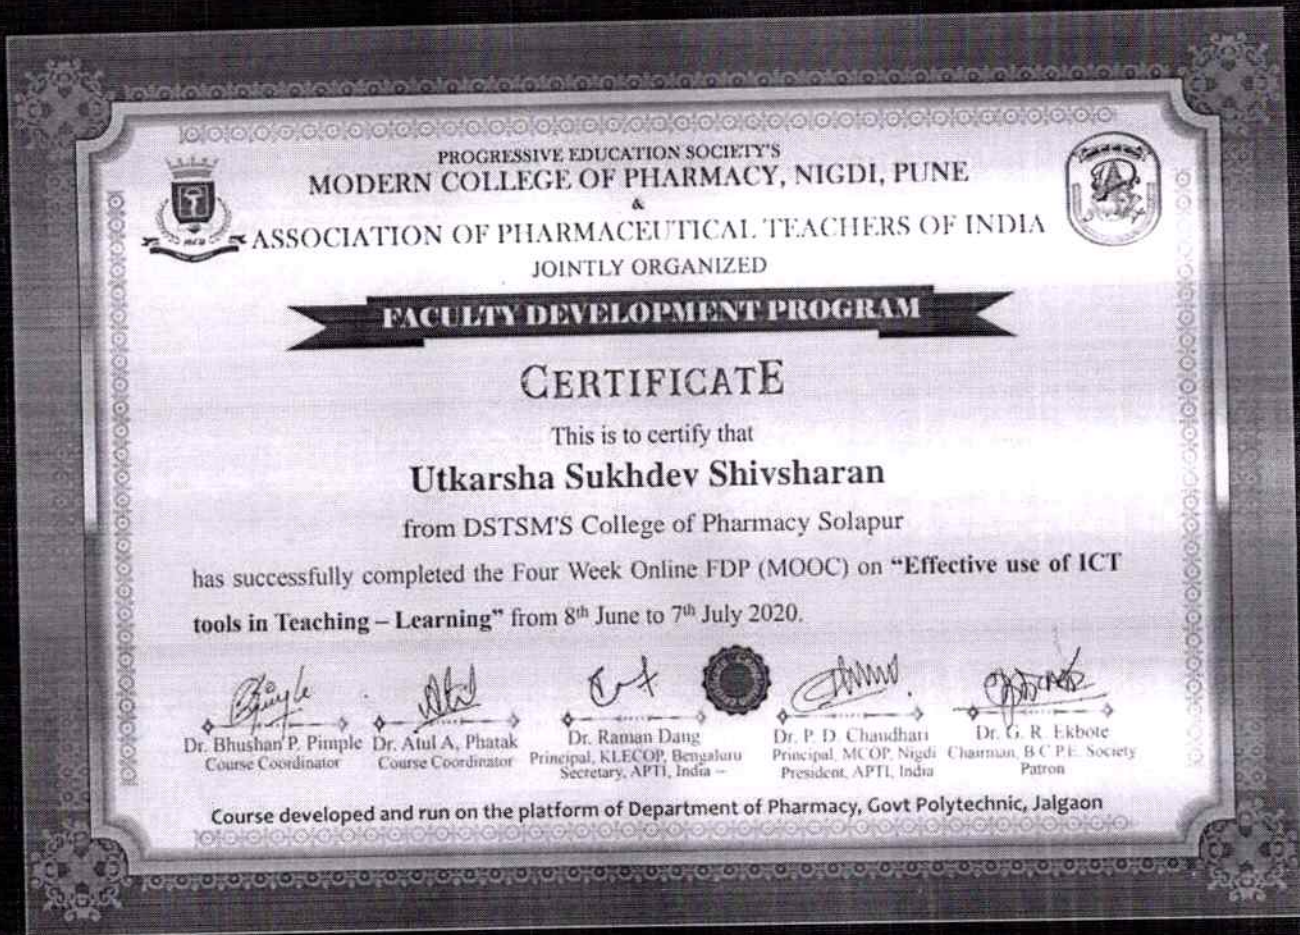 PROGRESSIVE EDUCATION SOCIETY'S
MODERN COLLEGE OF PHARMACY, NIGDI, PUNE
&
ASSOCIATION OF PHARMACEUTICAL TEACHERS OF INDIA
JOINTLY ORGANIZED
FACULTY DEVELOPMENT PROGRAM
CERTIFICATE
This is to certify that
Utkarsha Sukhdev Shivsharan
from DSTSM'S College of Pharmacy Solapur
has successfully completed the Four Week Online FDP (MOOC) on “Effective use of ICT
tools in Teaching – Learning” from 8th June to 7th July 2020.
Dr. Bhushan P. Pimple Dr. Atul A. Phatak Dr. Raman Dang Dr. P. D. Chaudhari Dr. G. R. Ekbote
Course Coordinator Course Coordinator Principal, KLECOP, Bengaluru Principal, MCOP, Nigdi Chairman, B C P.E. Society
Secretary, APTI, India – President, APTI, India Patron
Course developed and run on the platform of Department of Pharmacy, Govt Polytechnic, Jalgaon